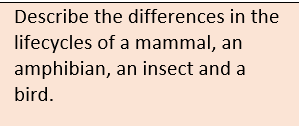 Describe the differences in the
lifecycles of a mammal, an
amphibian, an insect and a
bird.